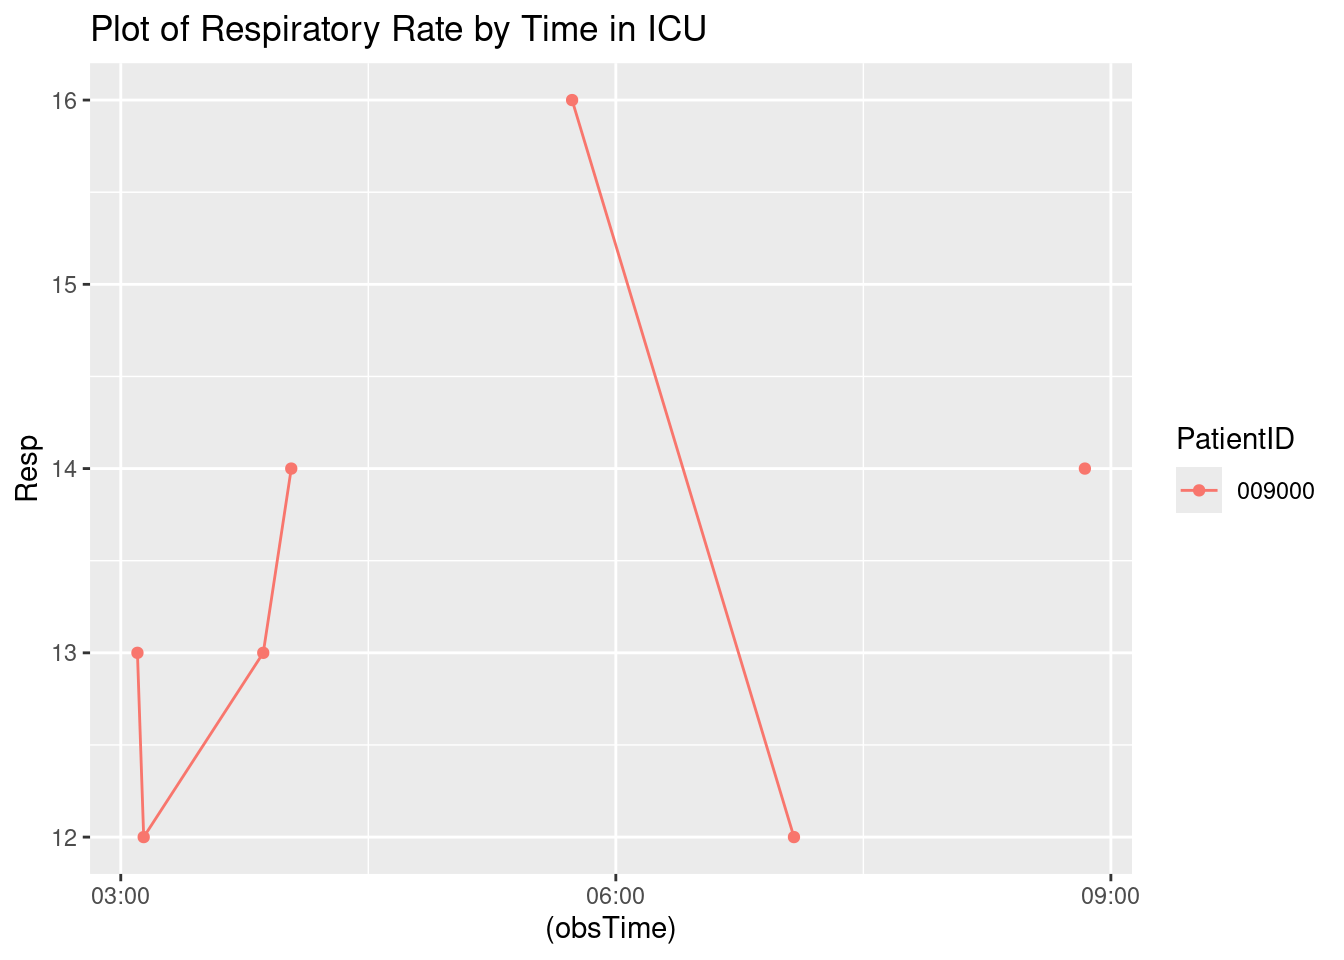 Plot of Respiratory Rate by Time in ICU
16
15
14
13
12
Resp
03:00
06:00
09:00
(obsTime)
PatientID
009000